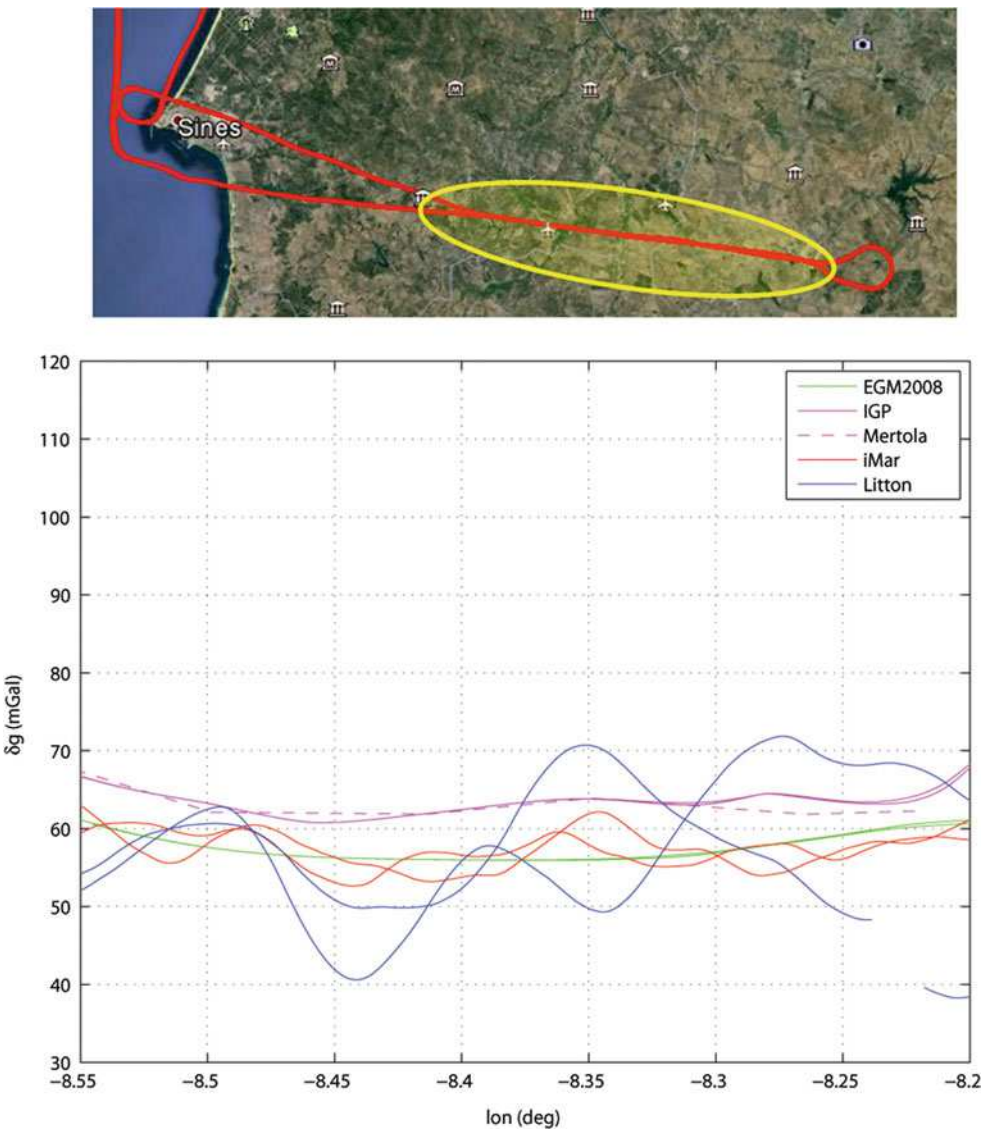 Sines
120
110
100
90
80
70
60
50
40
30
δg (mGal)
EGM2008
IGP
Mertola
iMar
Litton
−8.55 −8.5 −8.45 −8.4 −8.35 −8.3 −8.25 −8.2
lon (deg)